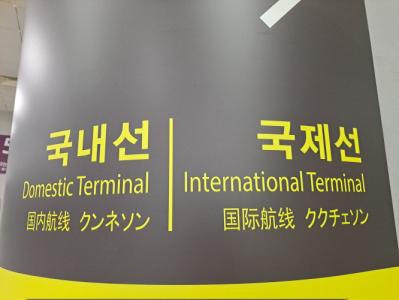 국내선
Domestic Terminal
国内航线 クンネソン
국제선
International Terminal
国际航线 ククチェソン